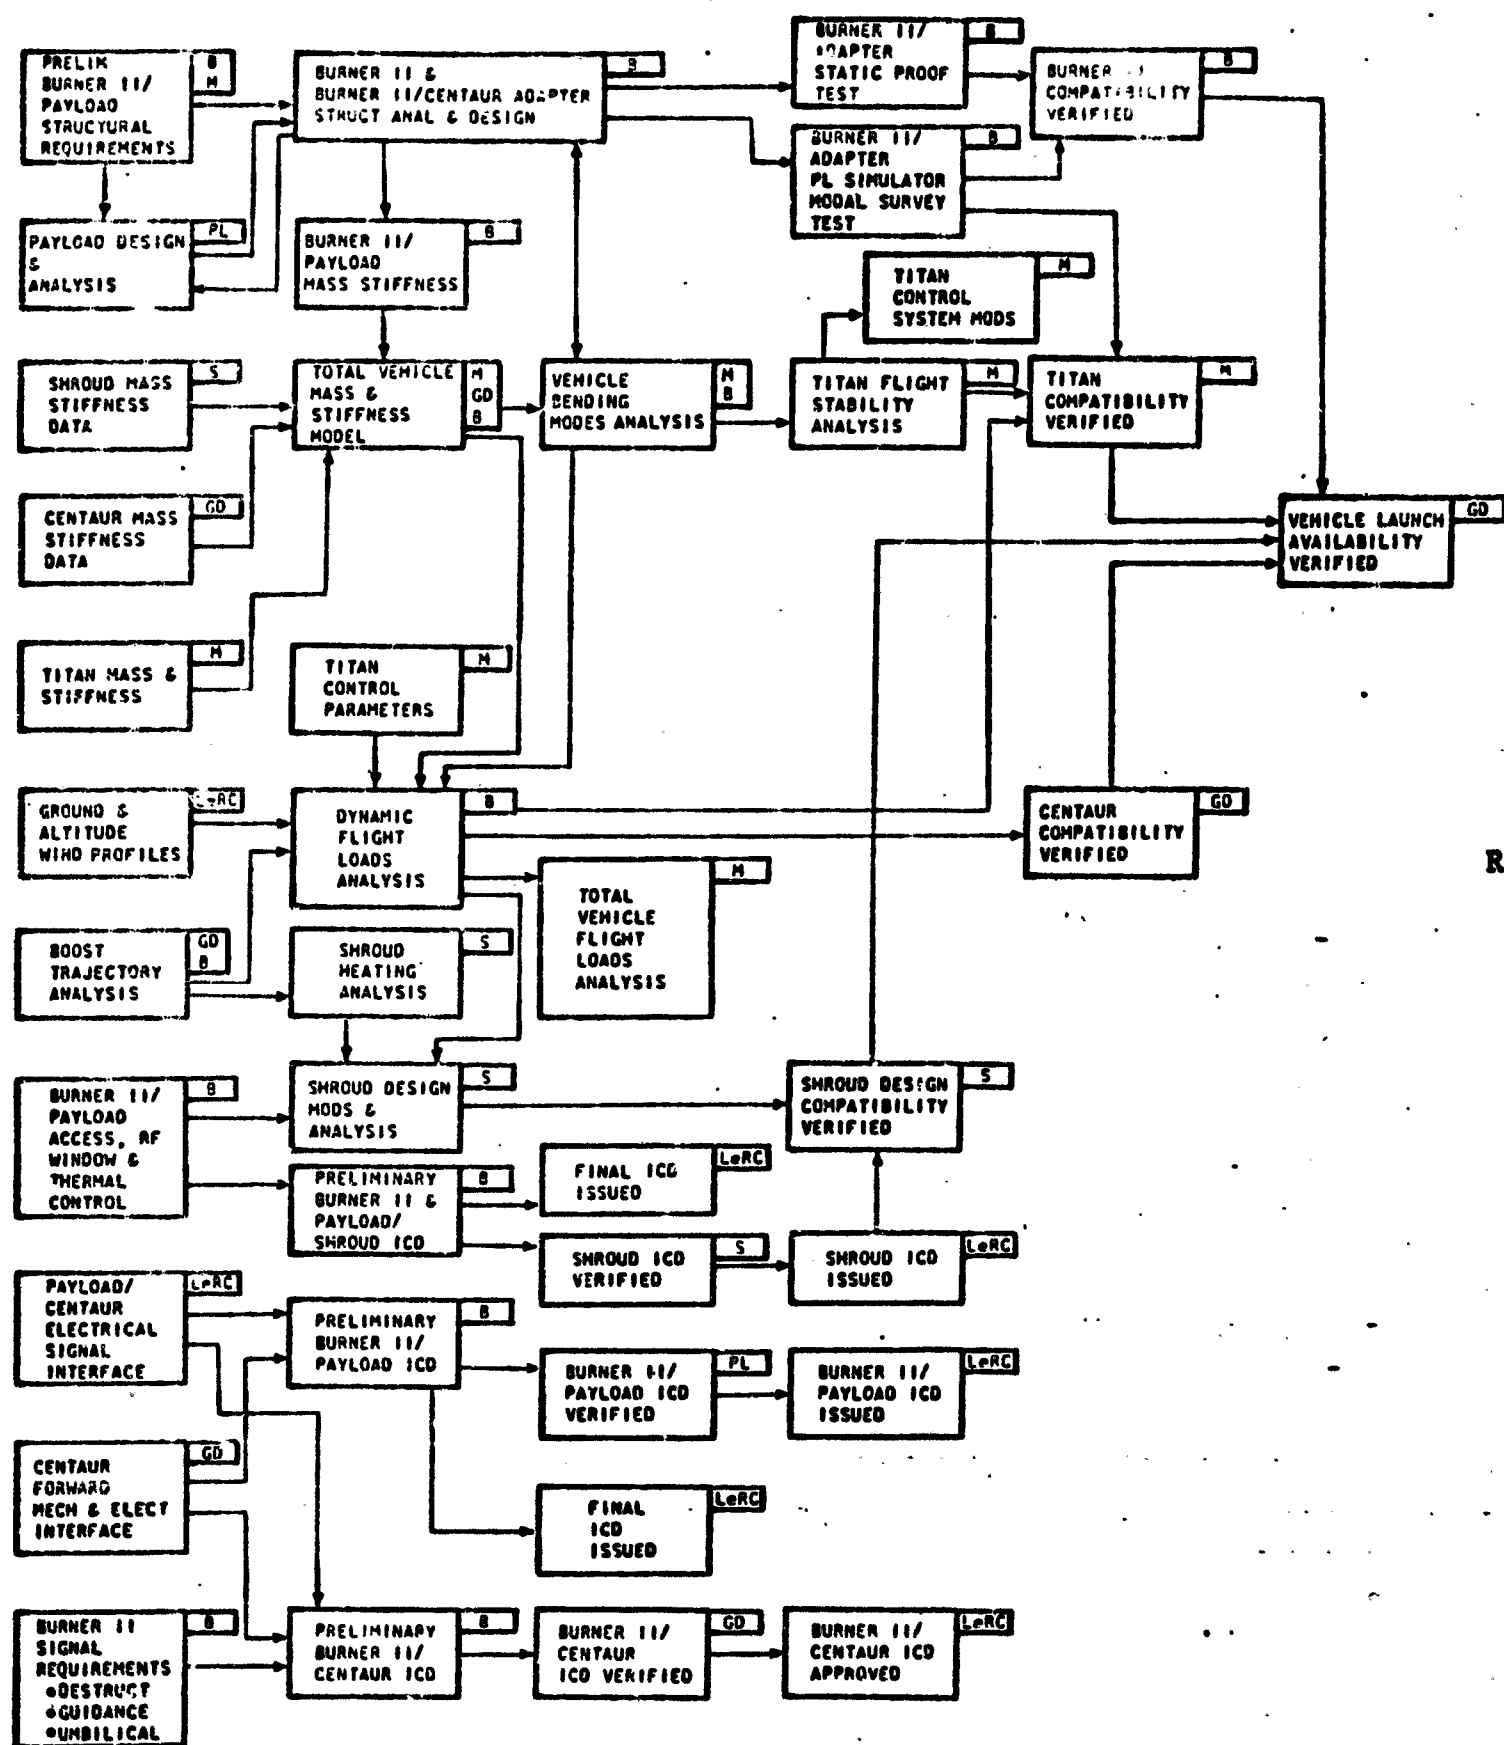 PRELIM
BURNER II/
PAYLOAD
STRUCTURAL
REQUIREMENTS
B
M
BURNER II &
BURNER II/CENTAUR ADAPTER
STRUCT ANAL & DESIGN
B
BURNER II/
ADAPTER
STATIC PROOF
TEST
B
BURNER II
COMPATIBILITY
VERIFIED
B
BURNER II/
ADAPTER
PL SIMULATOR
MODAL SURVEY
TEST
B
PAYLOAD DESIGN
&
ANALYSIS
PL
BURNER II/
PAYLOAD
MASS STIFFNESS
B
TITAN
CONTROL
SYSTEM MODS
M
SHROUD MASS
STIFFNESS
DATA
S
TOTAL VEHICLE
MASS &
STIFFNESS
MODEL
M
GD
B
VEHICLE
BENDING
MODES ANALYSIS
M
B
TITAN FLIGHT
STABILITY
ANALYSIS
M
TITAN
COMPATIBILITY
VERIFIED
M
CENTAUR MASS
STIFFNESS
DATA
GD
VEHICLE LAUNCH
AVAILABILITY
VERIFIED
GD
TITAN MASS &
STIFFNESS
M
TITAN
CONTROL
PARAMETERS
M
GROUND &
ALTITUDE
WIND PROFILES
LeRC
DYNAMIC
FLIGHT
LOADS
ANALYSIS
B
CENTAUR
COMPATIBILITY
VERIFIED
GD
R
TOTAL
VEHICLE
FLIGHT
LOADS
ANALYSIS
M
BOOST
TRAJECTORY
ANALYSIS
GD
B
SHROUD
HEATING
ANALYSIS
S
BURNER II/
PAYLOAD
ACCESS, RF
WINDOW &
THERMAL
CONTROL
B
SHROUD DESIGN
MODS &
ANALYSIS
S
SHROUD DESIGN
COMPATIBILITY
VERIFIED
S
PRELIMINARY
BURNER II &
PAYLOAD/
SHROUD ICD
B
FINAL ICD
ISSUED
LeRC
SHROUD ICD
VERIFIED
S
SHROUD ICD
ISSUED
LeRC
PAYLOAD/
CENTAUR
ELECTRICAL
SIGNAL
INTERFACE
LeRC
PRELIMINARY
BURNER II/
PAYLOAD ICD
B
BURNER II/
PAYLOAD ICD
VERIFIED
PL
BURNER II/
PAYLOAD ICD
ISSUED
LeRC
CENTAUR
FORWARD
MECH & ELECT
INTERFACE
GD
FINAL
ICD
ISSUED
LeRC
BURNER II
SIGNAL
REQUIREMENTS
•DESTRUCT
•GUIDANCE
•UMBILICAL
B
PRELIMINARY
BURNER II/
CENTAUR ICD
B
BURNER II/
CENTAUR
ICD VERIFIED
GD
BURNER II/
CENTAUR ICD
APPROVED
LeRC